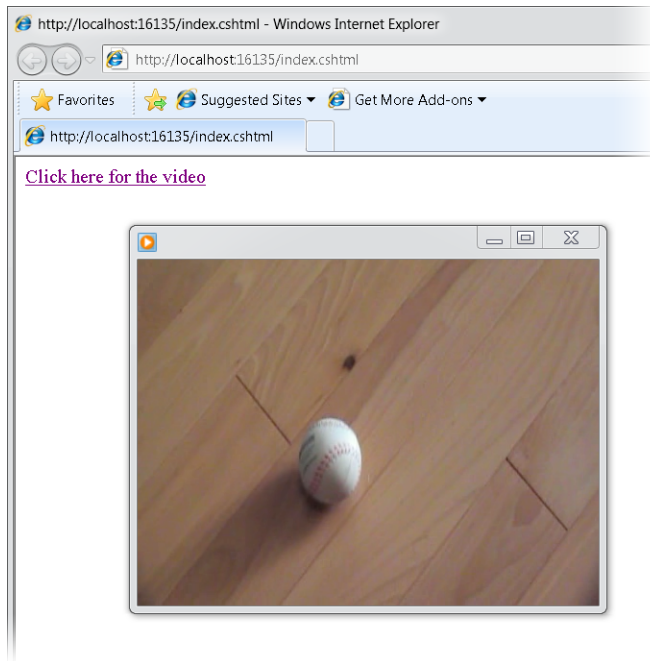 http://localhost:16135/index.cshtml - Windows Internet Explorer
http://localhost:16135/index.cshtml
Favorites Suggested Sites Get More Add-ons
http://localhost:16135/index.cshtml
Click here for the video